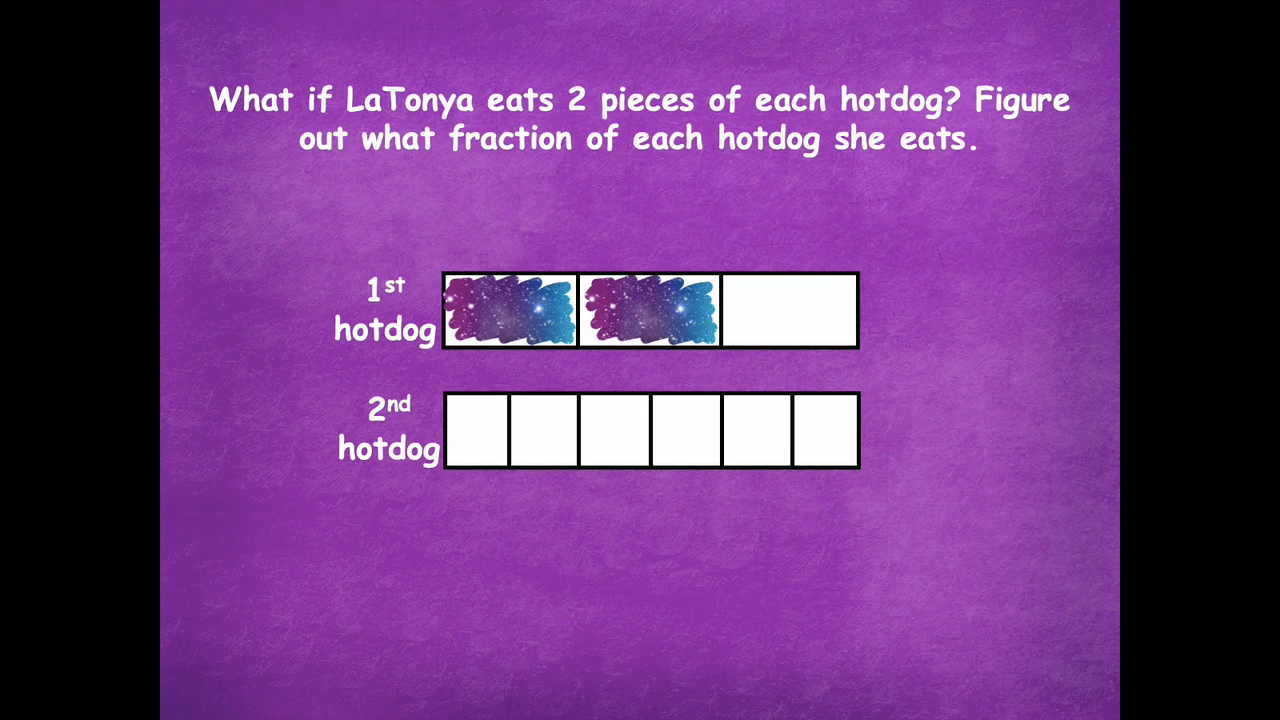 What if LaTonya eats 2 pieces of each hotdog? Figure
out what fraction of each hotdog she eats.
1st
hotdog
2nd
hotdog